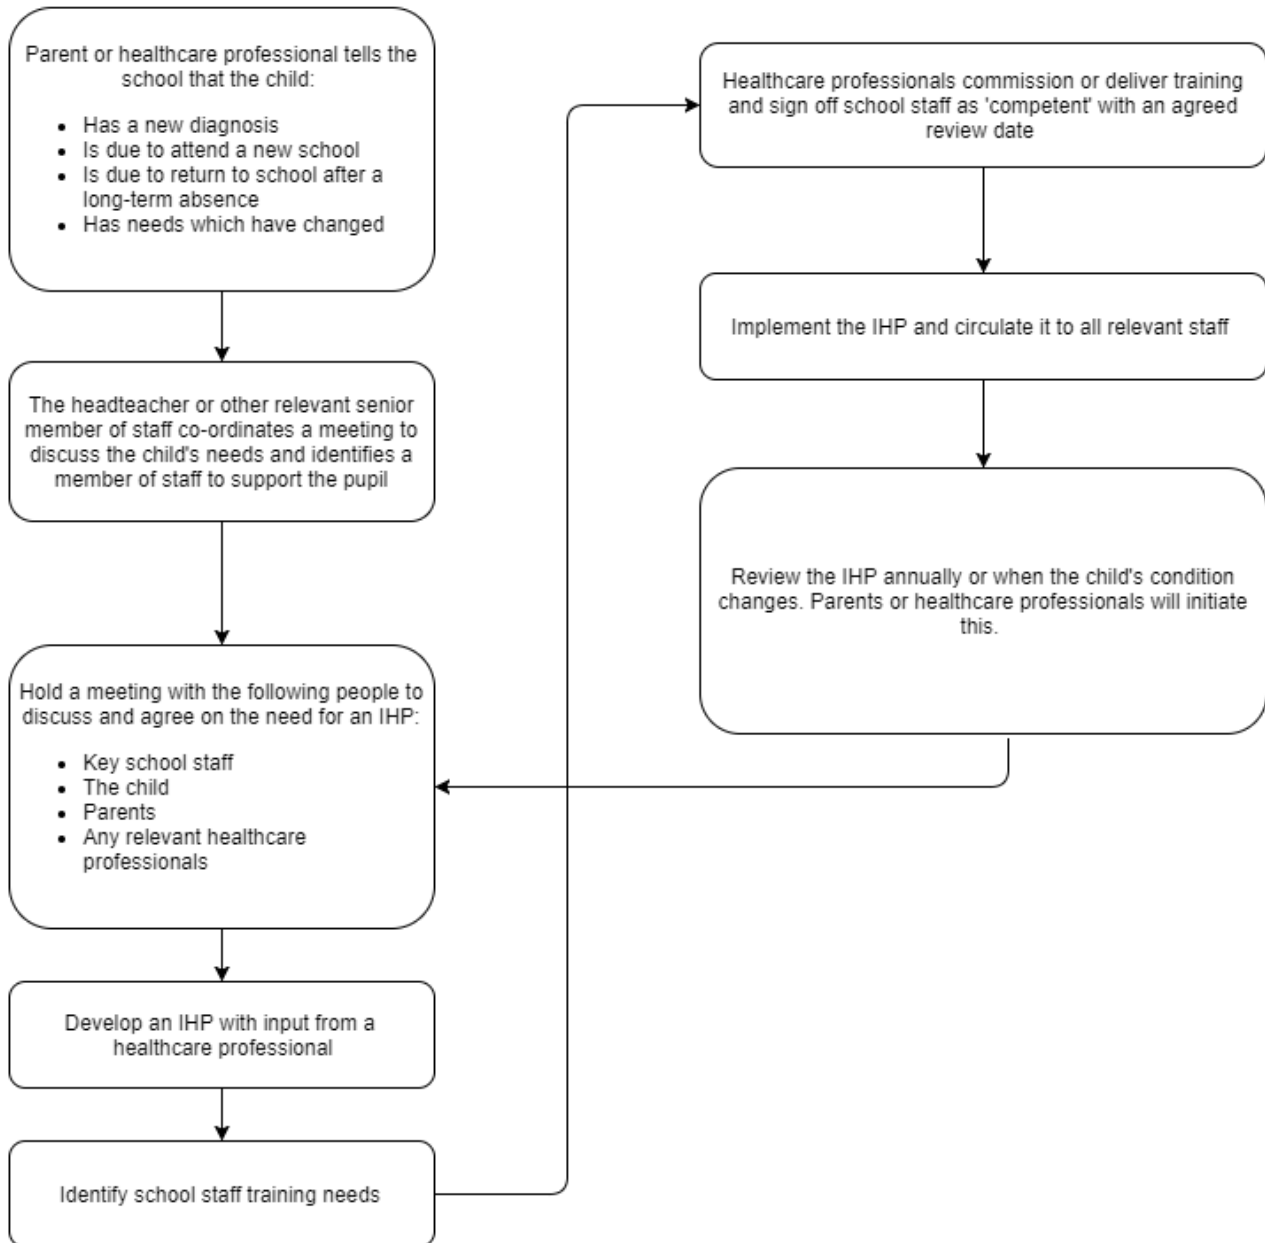 Parent or healthcare professional tells the
school that the child:
• Has a new diagnosis
• Is due to attend a new school
• Is due to return to school after a
long-term absence
• Has needs which have changed
The headteacher or other relevant senior
member of staff co-ordinates a meeting to
discuss the child's needs and identifies a
member of staff to support the pupil
Hold a meeting with the following people to
discuss and agree on the need for an IHP:
• Key school staff
• The child
• Parents
• Any relevant healthcare
professionals
Develop an IHP with input from a
healthcare professional
Identify school staff training needs
Healthcare professionals commission or deliver training
and sign off school staff as 'competent' with an agreed
review date
Implement the IHP and circulate it to all relevant staff
Review the IHP annually or when the child's condition
changes. Parents or healthcare professionals will initiate
this.